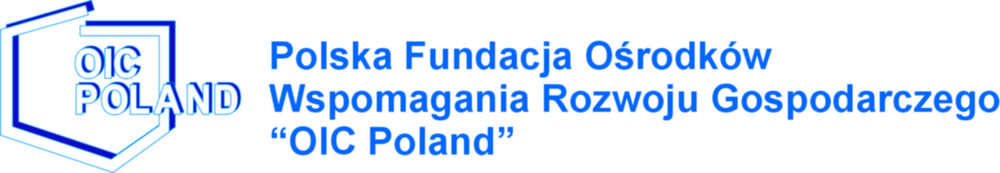 OIC
POLAND
Polska Fundacja Ośrodków
Wspomagania Rozwoju Gospodarczego
“OIC Poland”